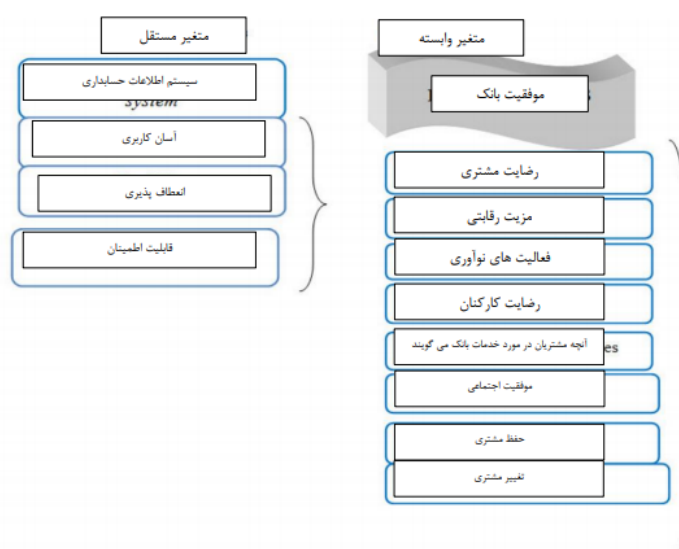 متغیر مستقل
سیستم اطلاعات حسابداری
system
آسان کاربری
انعطاف پذیری
قابلیت اطمینان
متغیر وابسته
موفقیت بانک
رضایت مشتری
مزیت رقابتی
فعالیت های نوآوری
رضایت کارکنان
آنچه مشتریان در مورد خدمات بانک می گویند
es
موفقیت اجتماعی
حفظ مشتری
تغییر مشتری